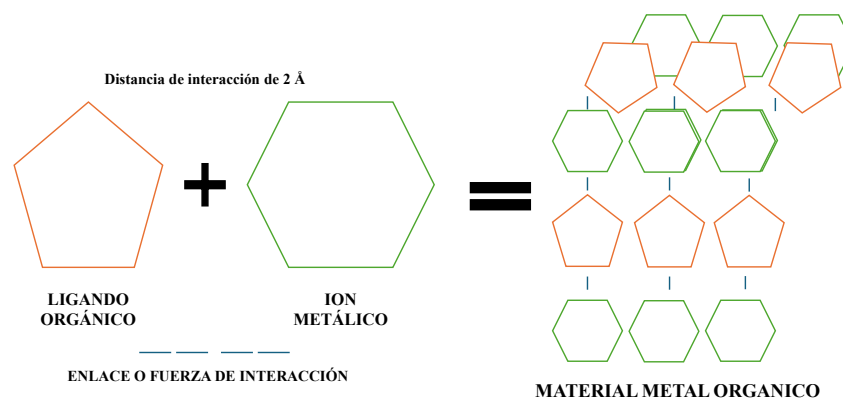 Distancia de interacción de 2 Å
LIGANDO
ORGÁNICO
ION
METÁLICO
ENLACE O FUERZA DE INTERACCIÓN
MATERIAL METAL ORGANICO